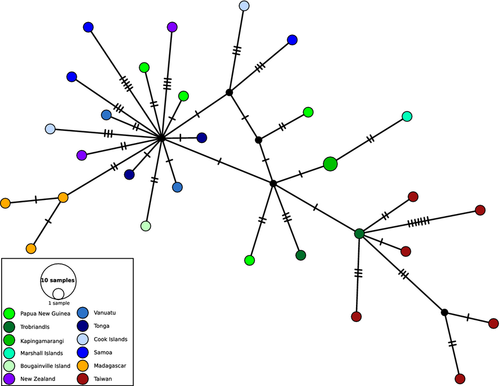 10 samples
1 sample
Papua New Guinea
Vanuatu
Trobriandis
Tonga
Kapingamarangi
Cook Islands
Marshall Islands
Samoa
Bougainville Island
Madagascar
New Zealand
Taiwan